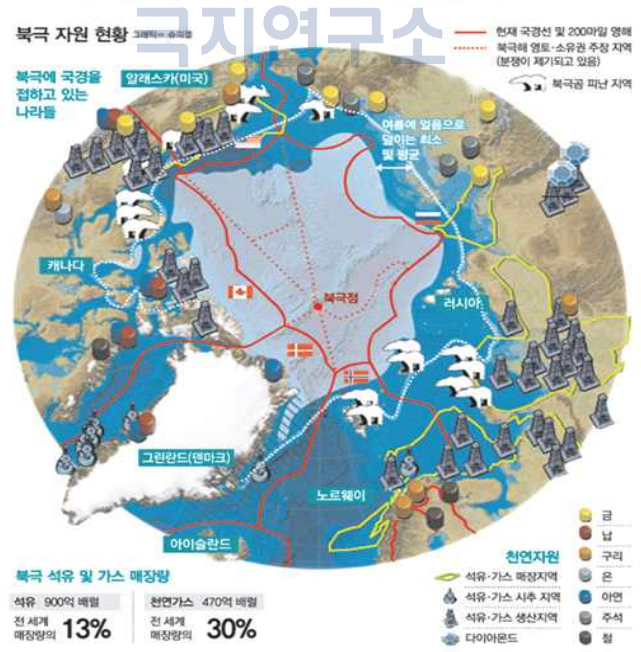 극지연구소
북극 자원 현황
현재 국경선 및 200마일 영해
북극해 영토·소유권 주장 지역
(분쟁이 제기되고 있음)
북극곰 피난 지역
북극에 국경을
접하고 있는
나라들
알래스카(미국)
여름에 얼음으로
덮이는 최소
및 평균
캐나다
북극점
러시아
그린란드(덴마크)
노르웨이
아이슬란드
북극 석유 및 가스 매장량
석유 900억 배럴
전 세계
매장량의 13%
천연가스 470억 배럴
전 세계
매장량의 30%
천연자원
석유·가스 매장지역
석유·가스 시추 지역
석유·가스 생산지역
다이아몬드
금
납
구리
은
아연
주석
철